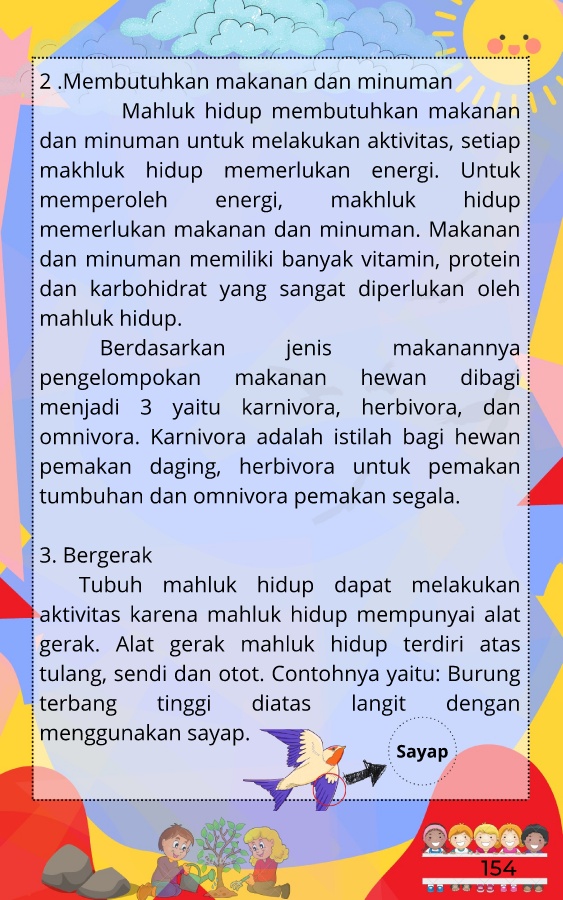 2 .Membutuhkan makanan dan minuman
Mahluk hidup membutuhkan makanan
dan minuman untuk melakukan aktivitas, setiap
makhluk hidup memerlukan energi. Untuk
memperoleh energi, makhluk hidup
memerlukan makanan dan minuman. Makanan
dan minuman memiliki banyak vitamin, protein
dan karbohidrat yang sangat diperlukan oleh
mahluk hidup.
Berdasarkan jenis makanannya
pengelompokan makanan hewan dibagi
menjadi 3 yaitu karnivora, herbivora, dan
omnivora. Karnivora adalah istilah bagi hewan
pemakan daging, herbivora untuk pemakan
tumbuhan dan omnivora pemakan segala.
3. Bergerak
Tubuh mahluk hidup dapat melakukan
aktivitas karena mahluk hidup mempunyai alat
gerak. Alat gerak mahluk hidup terdiri atas
tulang, sendi dan otot. Contohnya yaitu: Burung
terbang tinggi diatas langit dengan
menggunakan sayap.
Sayap
154